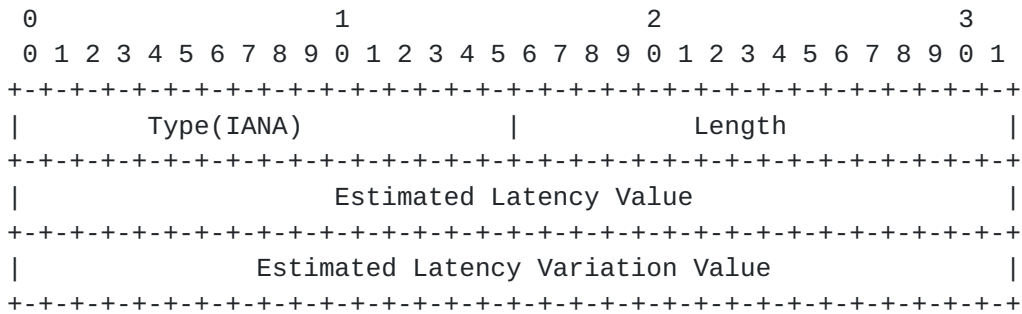 0                   1                   2                   3
 0 1 2 3 4 5 6 7 8 9 0 1 2 3 4 5 6 7 8 9 0 1 2 3 4 5 6 7 8 9 0 1
+-+-+-+-+-+-+-+-+-+-+-+-+-+-+-+-+-+-+-+-+-+-+-+-+-+-+-+-+-+-+-+-+
|        Type(IANA)             |           Length              |
+-+-+-+-+-+-+-+-+-+-+-+-+-+-+-+-+-+-+-+-+-+-+-+-+-+-+-+-+-+-+-+-+
|                    Estimated Latency Value                    |
+-+-+-+-+-+-+-+-+-+-+-+-+-+-+-+-+-+-+-+-+-+-+-+-+-+-+-+-+-+-+-+-+
|               Estimated Latency Variation Value               |
+-+-+-+-+-+-+-+-+-+-+-+-+-+-+-+-+-+-+-+-+-+-+-+-+-+-+-+-+-+-+-+-+